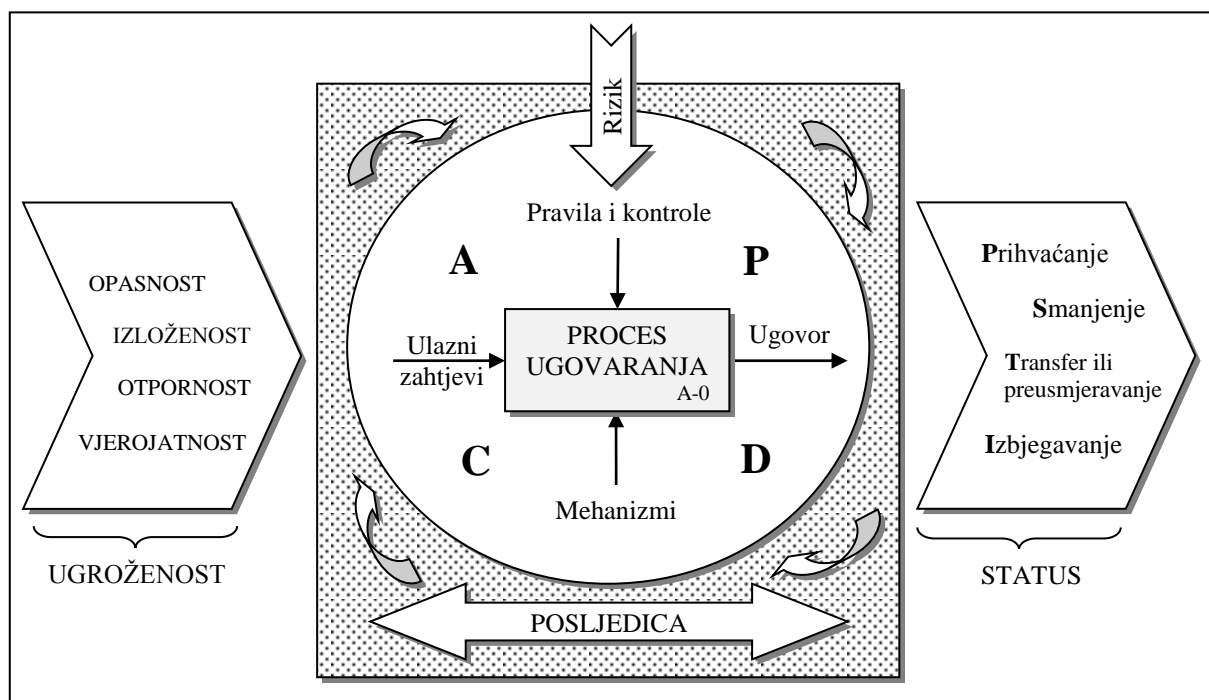 Rizik
Pravila i kontrole
A
P
Ulazni
zahtjevi
PROCES
UGOVARANJA
A-0
Ugovor
C
D
Mehanizmi
POSLJEDICA
OPASNOST
IZLOŽENOST
OTPORNOST
VJEROJATNOST
UGROŽENOST
Prihvaćanje
Smanjenje
Transfer ili
preusmjeravanje
Izbjegavanje
STATUS